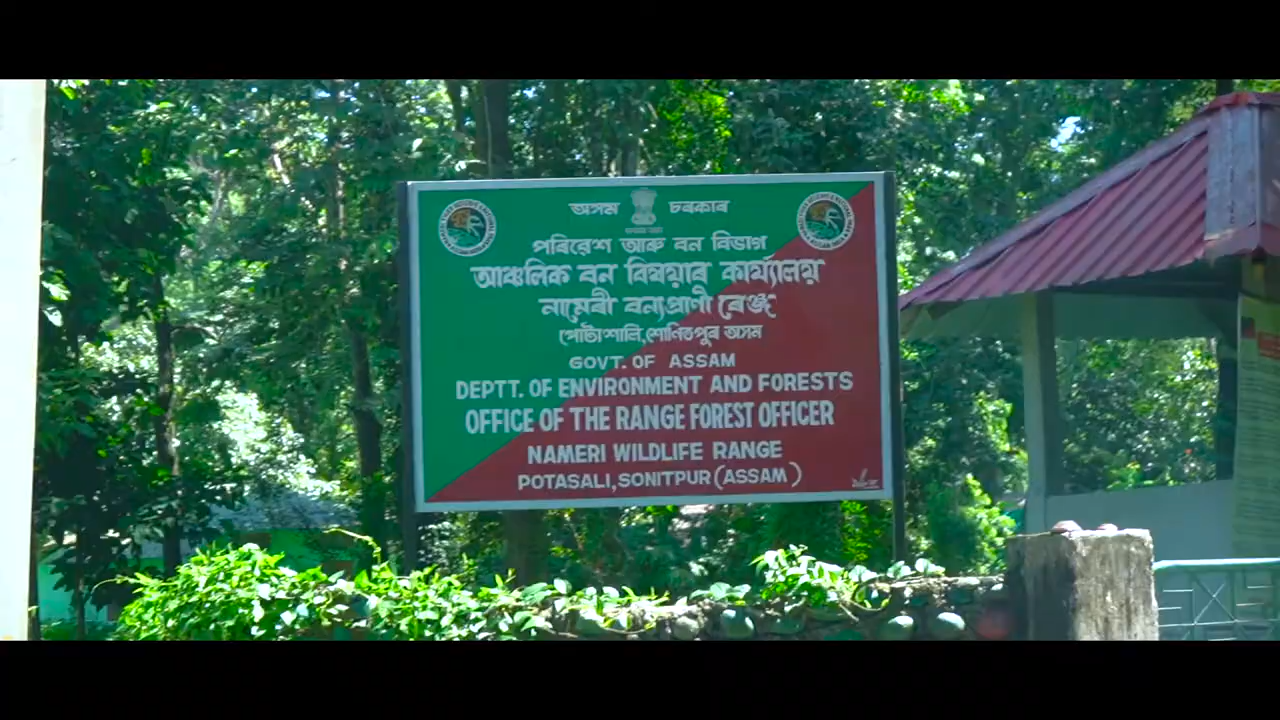 অসম চৰকাৰ
পৰিৱেশ আৰু বন বিভাগ
আঞ্চলিক বন বিষয়াৰ কাৰ্য্যালয়
নামেৰী বন্যপ্ৰাণী ৰেঞ্জ
পোটাশালি,শোণিতপুৰ অসম
GOVT. OF ASSAM
DEPTT. OF ENVIRONMENT AND FORESTS
OFFICE OF THE RANGE FOREST OFFICER
NAMERI WILDLIFE RANGE
POTASALI,SONITPUR(ASSAM)